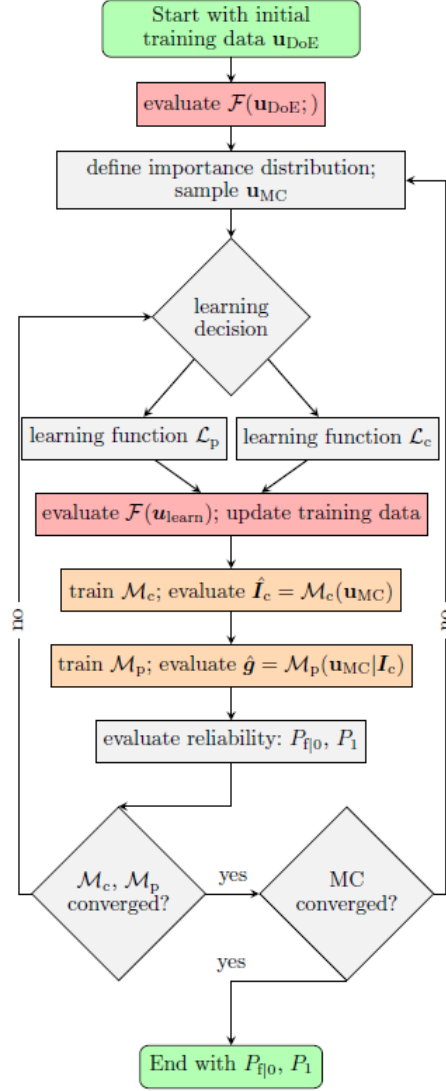 Start with initial
training data u_DoE
evaluate ℱ(u_DoE;)
define importance distribution;
sample u_MC
learning
decision
learning function ℒ_p
learning function ℒ_c
evaluate ℱ(u_learn); update training data
train ℳ_c; evaluate Î_c = ℳ_c(u_MC)
train ℳ_p; evaluate ĝ = ℳ_p(u_MC|I_c)
evaluate reliability: P_f|0, P_1
no
no
ℳ_c, ℳ_p
converged?
yes
MC
converged?
yes
End with P_f|0, P_1